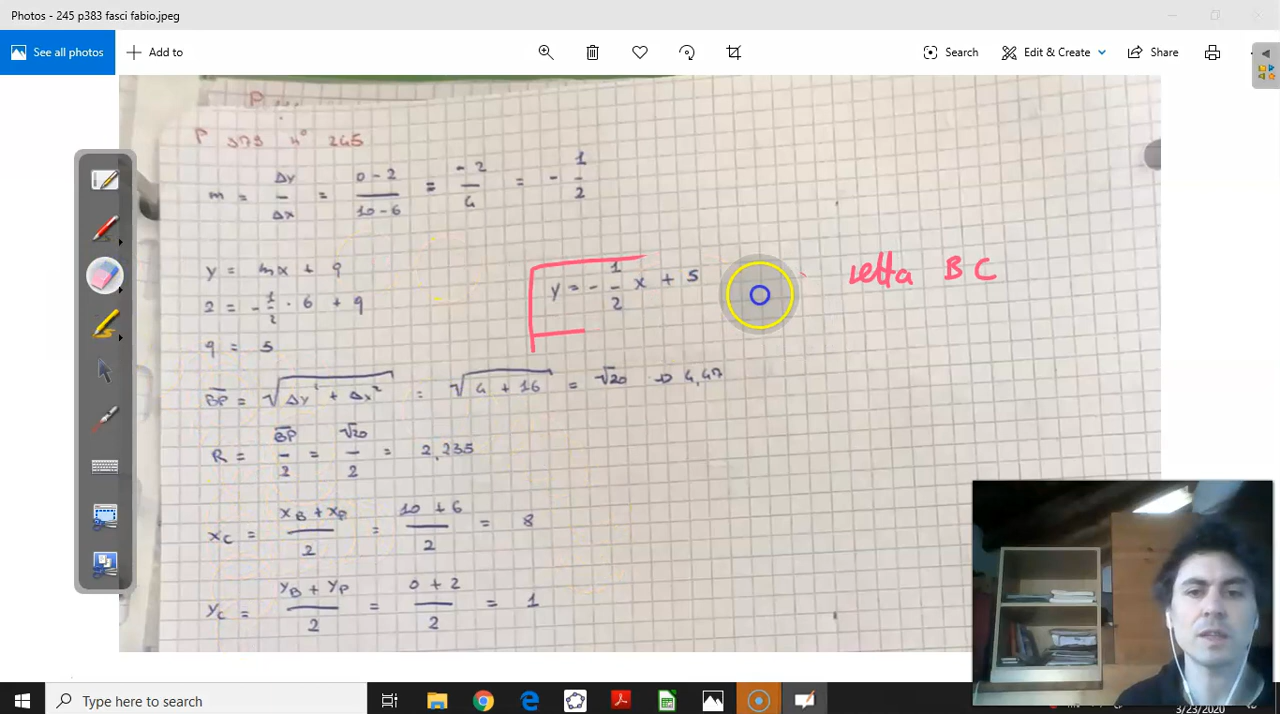 Photos - 245 p383 fasci fabio.jpeg
See all photos
Add to
Search
Edit & Create
Share
P 373 n° 245
m = Δy/Δx = 0-2/10-6 = -2/4 = - 1/2
y = mx + q
2 = -1/2 · 6 + q
y = - 1/2 x + 5
retta BC
q = 5
BP = √Δy² + Δx² = √4 + 16 = √20 → 4,47
R = BP/2 = √20/2 = 2,235
xC = xB + xP/2 = 10 + 6/2 = 8
yC = yB + yP/2 = 0 + 2/2 = 1
Type here to search
3/23/2020